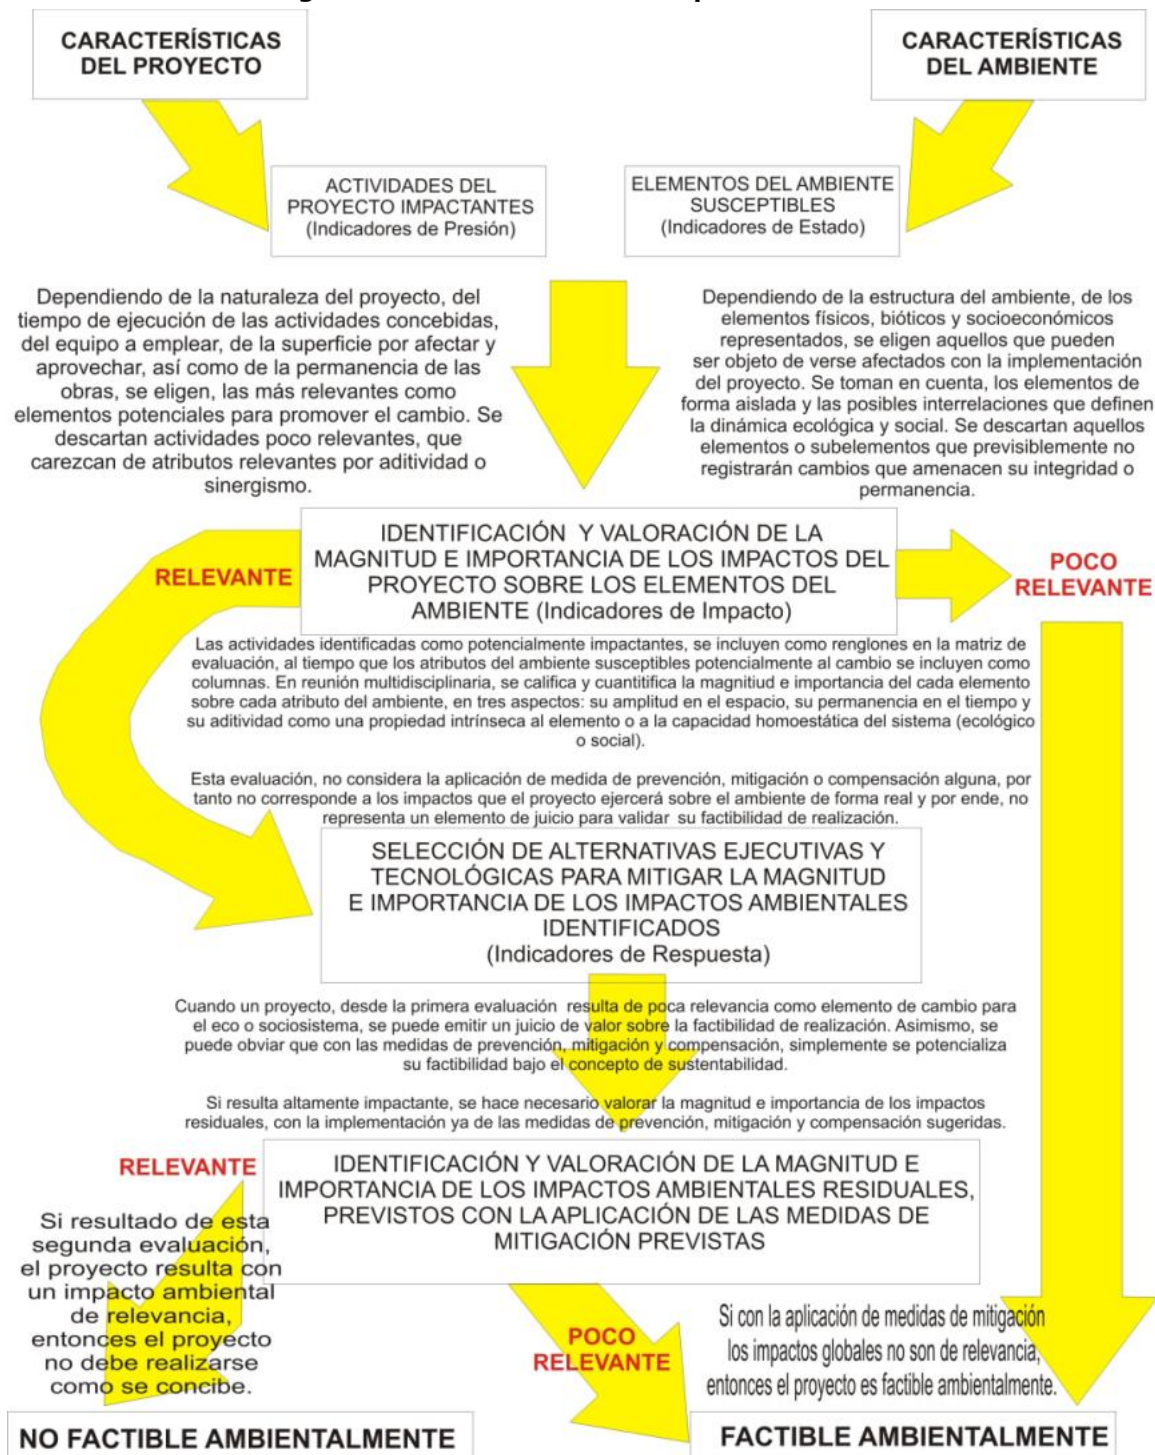 CARACTERÍSTICAS
DEL PROYECTO
CARACTERÍSTICAS
DEL AMBIENTE
ACTIVIDADES DEL
PROYECTO IMPACTANTES
(Indicadores de Presión)
ELEMENTOS DEL AMBIENTE
SUSCEPTIBLES
(Indicadores de Estado)
Dependiendo de la naturaleza del proyecto, del
tiempo de ejecución de las actividades concebidas,
del equipo a emplear, de la superficie por afectar y
aprovechar, así como de la permanencia de las
obras, se eligen, las más relevantes como
elementos potenciales para promover el cambio. Se
descartan actividades poco relevantes, que
carezcan de atributos relevantes por aditividad o
sinergismo.
Dependiendo de la estructura del ambiente, de los
elementos físicos, bióticos y socioeconómicos
representados, se eligen aquellos que pueden
ser objeto de verse afectados con la implementación
del proyecto. Se toman en cuenta, los elementos de
forma aislada y las posibles interrelaciones que definen
la dinámica ecológica y social. Se descartan aquellos
elementos o subelementos que previsiblemente no
registrarán cambios que amenacen su integridad o
permanencia.
RELEVANTE
IDENTIFICACIÓN Y VALORACIÓN DE LA
MAGNITUD E IMPORTANCIA DE LOS IMPACTOS DEL
PROYECTO SOBRE LOS ELEMENTOS DEL
AMBIENTE (Indicadores de Impacto)
POCO
RELEVANTE
Las actividades identificadas como potencialmente impactantes, se incluyen como renglones en la matriz de
evaluación, al tiempo que los atributos del ambiente susceptibles potencialmente al cambio se incluyen como
columnas. En reunión multidisciplinaria, se califica y cuantitifica la magnitud e importancia del cada elemento
sobre cada atributo del ambiente, en tres aspectos: su amplitud en el espacio, su permanencia en el tiempo y
su aditividad como una propiedad intrínseca al elemento o a la capacidad homoestática del sistema (ecológico
o social).
Esta evaluación, no considera la aplicación de medida de prevención, mitigación o compensación alguna, por
tanto no corresponde a los impactos que el proyecto ejercerá sobre el ambiente de forma real y por ende, no
representa un elemento de juicio para validar su factibilidad de realización.
SELECCIÓN DE ALTERNATIVAS EJECUTIVAS Y
TECNOLÓGICAS PARA MITIGAR LA MAGNITUD
E IMPORTANCIA DE LOS IMPACTOS AMBIENTALES
IDENTIFICADOS
(Indicadores de Respuesta)
Cuando un proyecto, desde la primera evaluación resulta de poca relevancia como elemento de cambio para
el eco o sociosistema, se puede emitir un juicio de valor sobre la factibilidad de realización. Asimismo, se
puede obviar que con las medidas de prevención, mitigación y compensación, simplemente se potencializa
su factibilidad bajo el concepto de sustentabilidad.
Si resulta altamente impactante, se hace necesario valorar la magnitud e importancia de los impactos
residuales, con la implementación ya de las medidas de prevención, mitigación y compensación sugeridas.
RELEVANTE
IDENTIFICACIÓN Y VALORACIÓN DE LA MAGNITUD E
IMPORTANCIA DE LOS IMPACTOS AMBIENTALES RESIDUALES,
PREVISTOS CON LA APLICACIÓN DE LAS MEDIDAS DE
MITIGACIÓN PREVISTAS
Si resultado de esta
segunda evaluación,
el proyecto resulta con
un impacto ambiental
de relevancia,
entonces el proyecto
no debe realizarse
como se concibe.
POCO
RELEVANTE
Si con la aplicación de medidas de mitigación
los impactos globales no son de relevancia,
entonces el proyecto es factible ambientalmente.
NO FACTIBLE AMBIENTALMENTE
FACTIBLE AMBIENTALMENTE